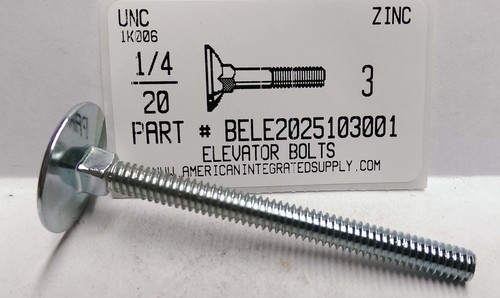 UNC ZINC
1K006
1/4
20
3
PART # BELE2025103001
ELEVATOR BOLTS
WWW.AMERICANINTEGRATEDSUPPLY.COM